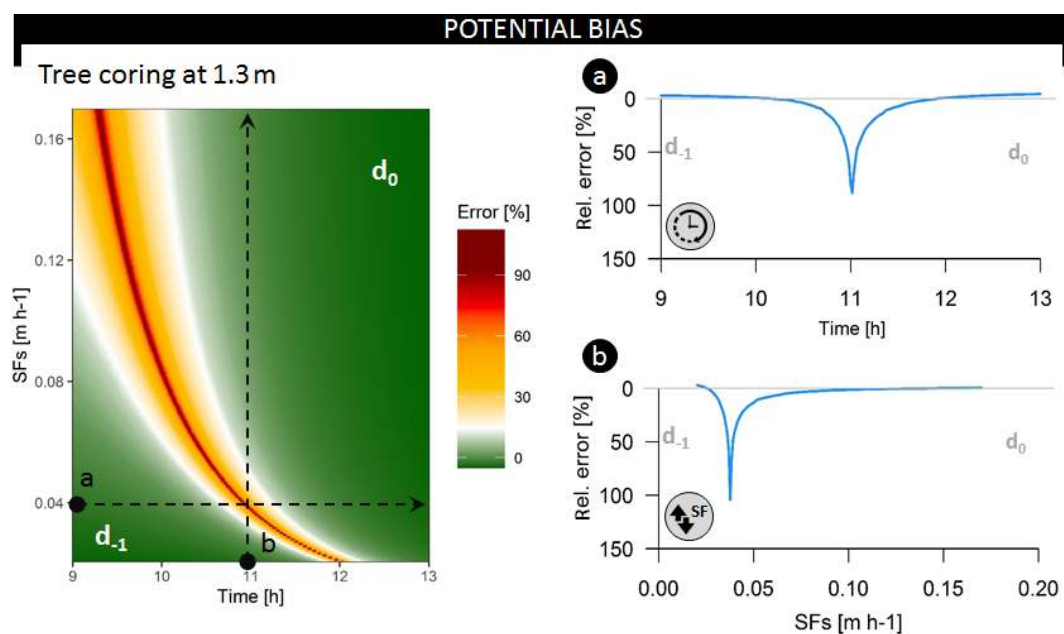 POTENTIAL BIAS
Tree coring at 1.3 m
SFs [m h-1]
0.16
0.12
0.08
0.04
d₀
d₋₁
a
b
9
10
11
12
13
Time [h]
Error [%]
90
60
30
0
a
Rel. error [%]
0
50
100
150
d₋₁
d₀
9
10
11
12
13
Time [h]
b
Rel. error [%]
0
50
100
150
d₋₁
d₀
SF
0.00
0.05
0.10
0.15
0.20
SFs [m h-1]